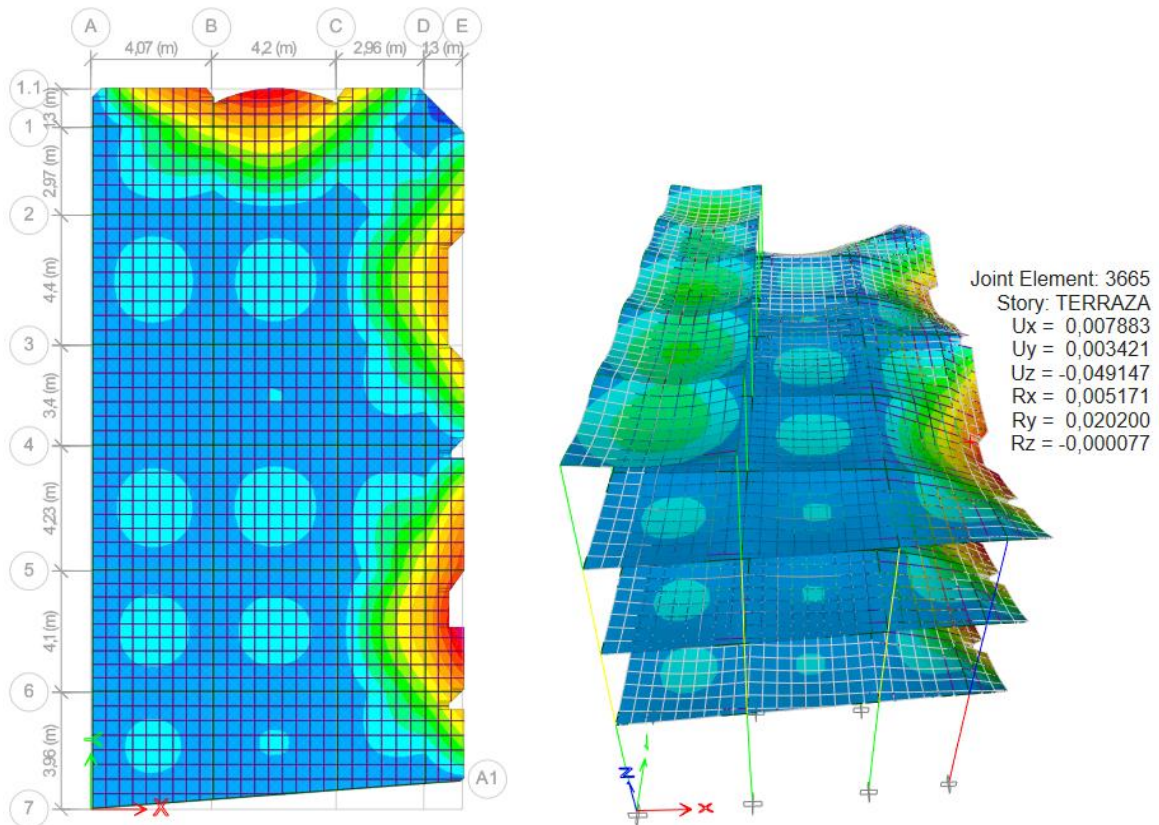 A B C D E
4,07 (m) 4,2 (m) 2,96 (m) 13 (m)
1.1
13 (m)
1
2,97 (m)
2
4,4 (m)
3
3,4 (m)
4
4,23 (m)
5
4,1 (m)
6
3,96 (m)
7
A1
X
Joint Element: 3665
Story: TERRAZA
Ux = 0,007883
Uy = 0,003421
Uz = -0,049147
Rx = 0,005171
Ry = 0,020200
Rz = -0,000077
Z
X